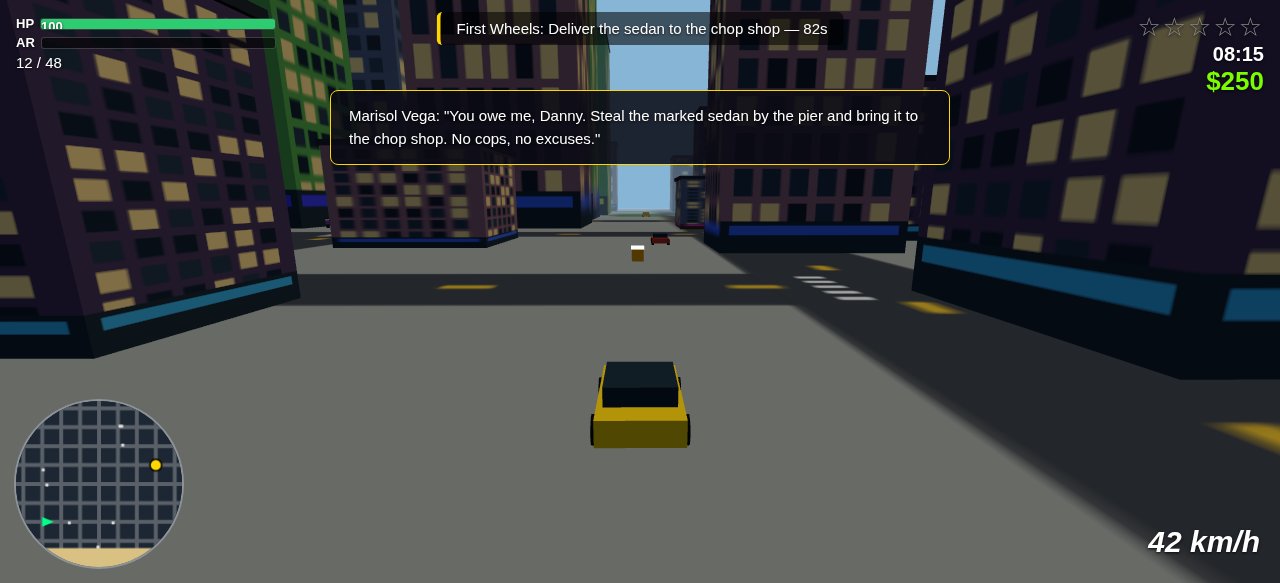 HP 100
AR
12 / 48
First Wheels: Deliver the sedan to the chop shop — 82s
☆☆☆☆☆
08:15
$250
Marisol Vega: "You owe me, Danny. Steal the marked sedan by the pier and bring it to
the chop shop. No cops, no excuses."
42 km/h